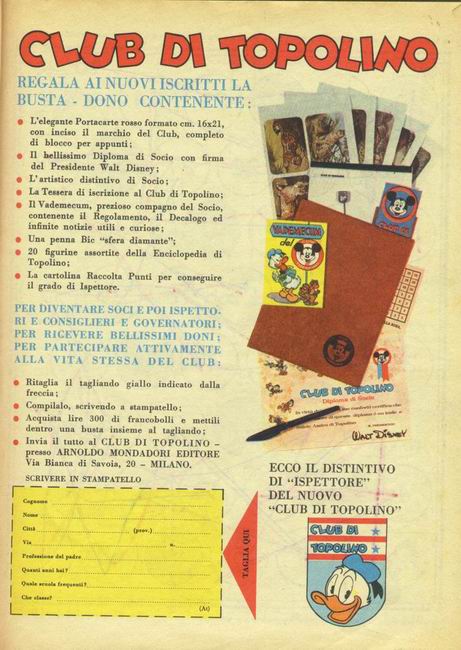 CLUB DI TOPOLINO
REGALA AI NUOVI ISCRITTI LA
BUSTA - DONO CONTENENTE:
L'elegante Portacarte rosso formato cm. 16x21,
con inciso il marchio del Club, completo
di blocco per appunti;
Il bellissimo Diploma di Socio con firma
del Presidente Walt Disney;
L'artistico distintivo di Socio;
La Tessera di iscrizione al Club di Topolino;
Il Vademecum, prezioso compagno del Socio,
contenente il Regolamento, il Decalogo ed
infinite notizie utili e curiose;
Una penna Bic "sfera diamante";
20 figurine assortite della Enciclopedia di
Topolino;
La cartolina Raccolta Punti per conseguire
il grado di Ispettore.
VADEMECUM
del
PER DIVENTARE SOCI E POI ISPETTO-
RI E CONSIGLIERI E GOVERNATORI;
PER RICEVERE BELLISSIMI DONI;
PER PARTECIPARE ATTIVAMENTE
ALLA VITA STESSA DEL CLUB:
Ritaglia il tagliando giallo indicato dalla
freccia;
Compilalo, scrivendo a stampatello;
Acquista lire 300 di francobolli e mettili
dentro una busta insieme al tagliando;
Invia il tutto al CLUB DI TOPOLINO -
presso ARNOLDO MONDADORI EDITORE
Via Bianca di Savoia, 20 - MILANO.
CLUB DI TOPOLINO
Diploma di Socio
WALT DISNEY
SCRIVERE IN STAMPATELLO
Cognome
Nome
Città (prov.)
Via n.
Professione del padre
Quanti anni hai?
Quale scuola frequenti?
Che classe?
(At)
TAGLIA QUI
ECCO IL DISTINTIVO
DI "ISPETTORE"
DEL NUOVO
"CLUB DI TOPOLINO"
CLUB DI
TOPOLINO